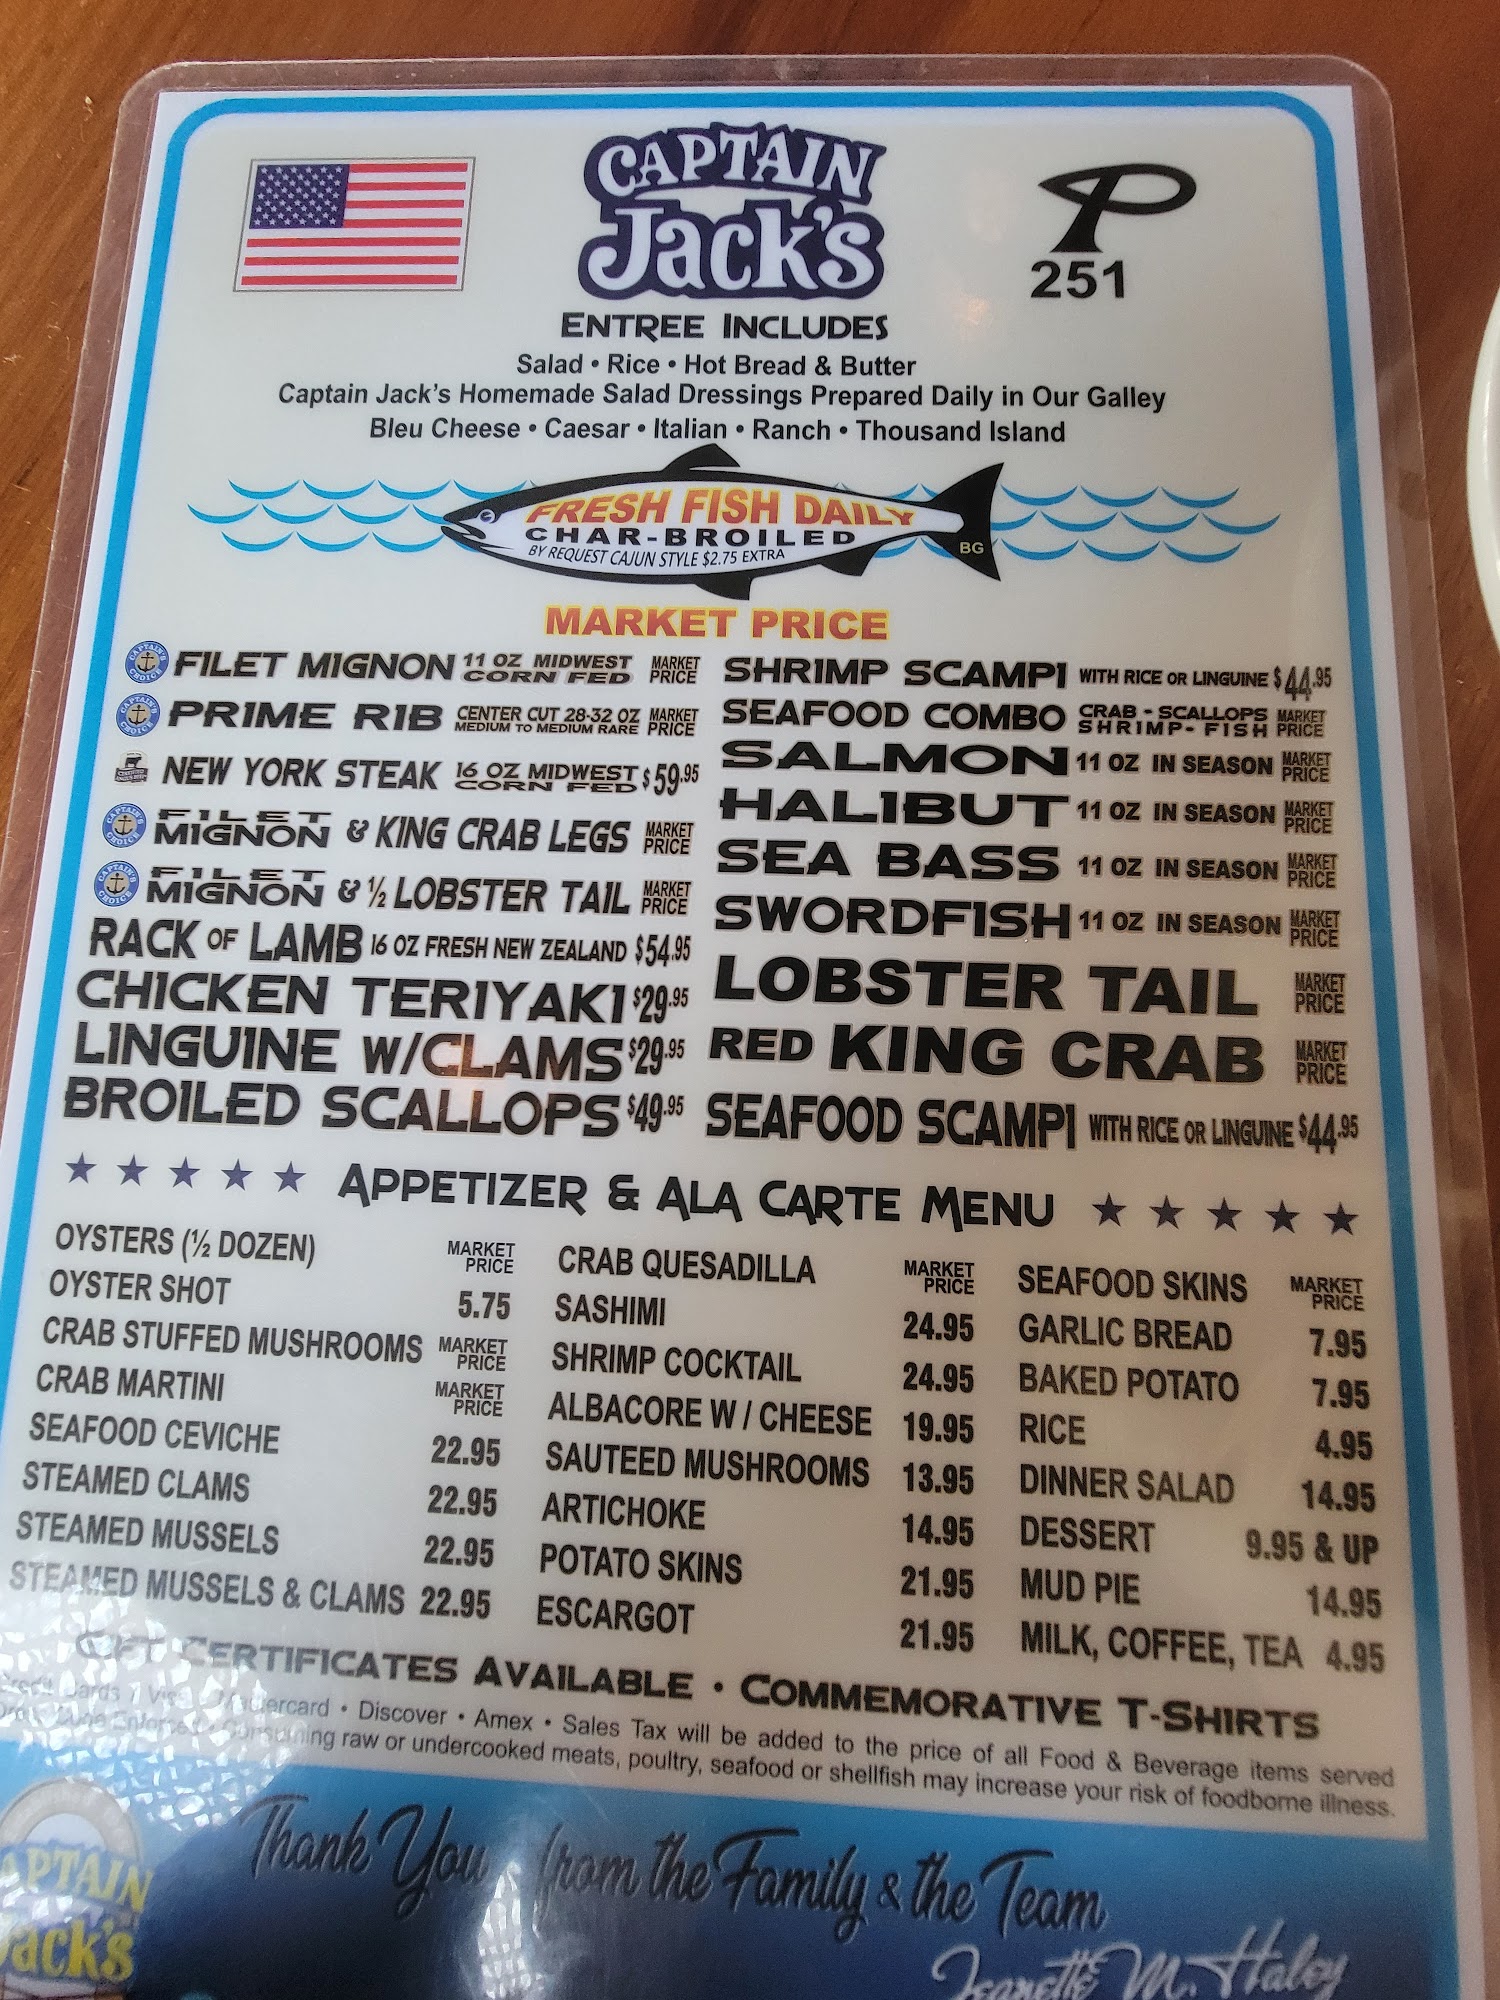 CAPTAIN
Jack's
P
251
ENTREE INCLUDES
Salad • Rice • Hot Bread & Butter
Captain Jack's Homemade Salad Dressings Prepared Daily in Our Galley
Bleu Cheese • Caesar • Italian • Ranch • Thousand Island
FRESH FISH DAILY
CHAR-BROILED
BY REQUEST CAJUN STYLE $2.75 EXTRA
BG
MARKET PRICE
CAPTAIN'S CHOICE FILET MIGNON 11 OZ MIDWEST CORN FED MARKET PRICE
CAPTAIN'S CHOICE PRIME RIB CENTER CUT 28-32 OZ MEDIUM TO MEDIUM RARE MARKET PRICE
NEW YORK STEAK 16 OZ MIDWEST CORN FED $59.95
CAPTAIN'S CHOICE FILET MIGNON & KING CRAB LEGS MARKET PRICE
CAPTAIN'S CHOICE FILET MIGNON & ½ LOBSTER TAIL MARKET PRICE
RACK OF LAMB 16 OZ FRESH NEW ZEALAND $54.95
CHICKEN TERIYAKI $29.95
LINGUINE W/CLAMS $29.95
BROILED SCALLOPS $49.95
SHRIMP SCAMPI WITH RICE OR LINGUINE $44.95
SEAFOOD COMBO CRAB - SCALLOPS SHRIMP- FISH MARKET PRICE
SALMON 11 OZ IN SEASON MARKET PRICE
HALIBUT 11 OZ IN SEASON MARKET PRICE
SEA BASS 11 OZ IN SEASON MARKET PRICE
SWORDFISH 11 OZ IN SEASON MARKET PRICE
LOBSTER TAIL MARKET PRICE
RED KING CRAB MARKET PRICE
SEAFOOD SCAMPI WITH RICE OR LINGUINE $44.95
APPETIZER & ALA CARTE MENU
OYSTERS (½ DOZEN) MARKET PRICE
OYSTER SHOT 5.75
CRAB STUFFED MUSHROOMS MARKET PRICE
CRAB MARTINI MARKET PRICE
SEAFOOD CEVICHE 22.95
STEAMED CLAMS 22.95
STEAMED MUSSELS 22.95
STEAMED MUSSELS & CLAMS 22.95
CRAB QUESADILLA MARKET PRICE
SASHIMI 24.95
SHRIMP COCKTAIL 24.95
ALBACORE W / CHEESE 19.95
SAUTEED MUSHROOMS 13.95
ARTICHOKE 14.95
POTATO SKINS 21.95
ESCARGOT 21.95
SEAFOOD SKINS MARKET PRICE
GARLIC BREAD 7.95
BAKED POTATO 7.95
RICE 4.95
DINNER SALAD 14.95
DESSERT 9.95 & UP
MUD PIE 14.95
MILK, COFFEE, TEA 4.95
GIFT CERTIFICATES AVAILABLE • COMMEMORATIVE T-SHIRTS
Cards / Visa • Mastercard • Discover • Amex • Sales Tax will be added to the price of all Food & Beverage items served
Consuming raw or undercooked meats, poultry, seafood or shellfish may increase your risk of foodborne illness.
Thank You from the Family & the Team
Jeanette M. Haley
APTAIN
Jack's